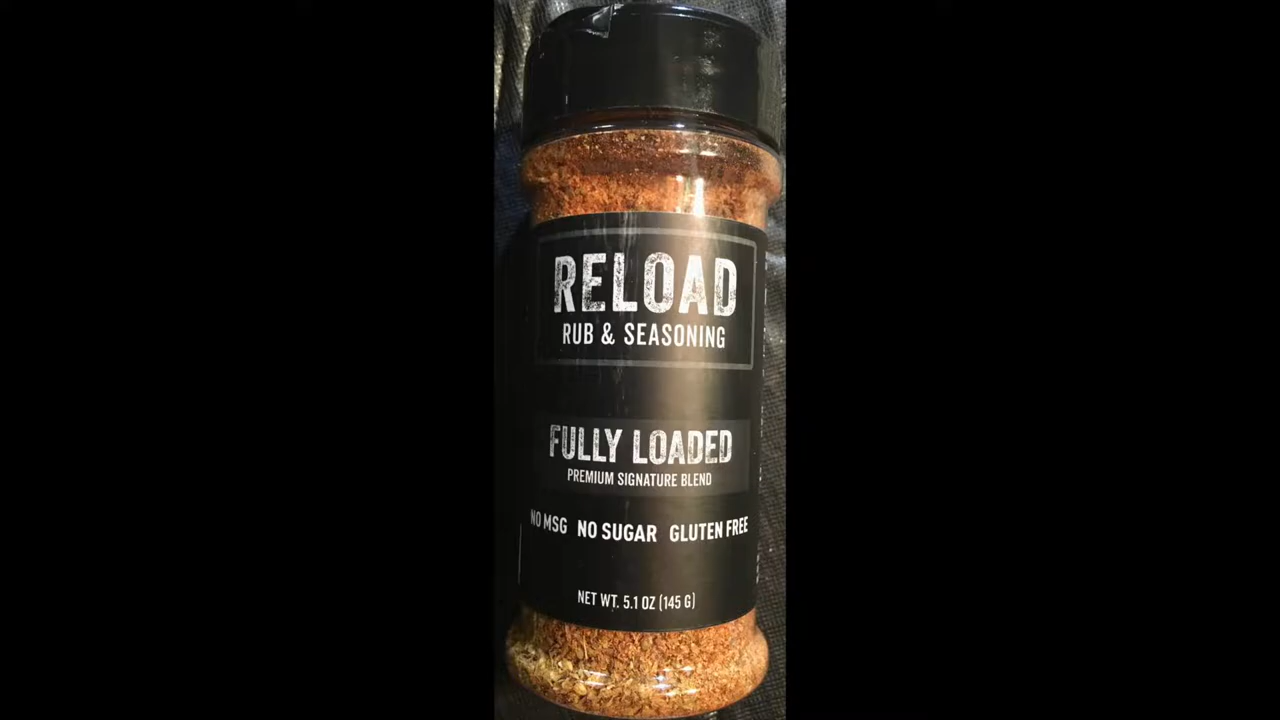 RELOAD
RUB & SEASONING
FULLY LOADED
PREMIUM SIGNATURE BLEND
NO MSG NO SUGAR GLUTEN FREE
NET WT. 5.1 OZ (145 G)